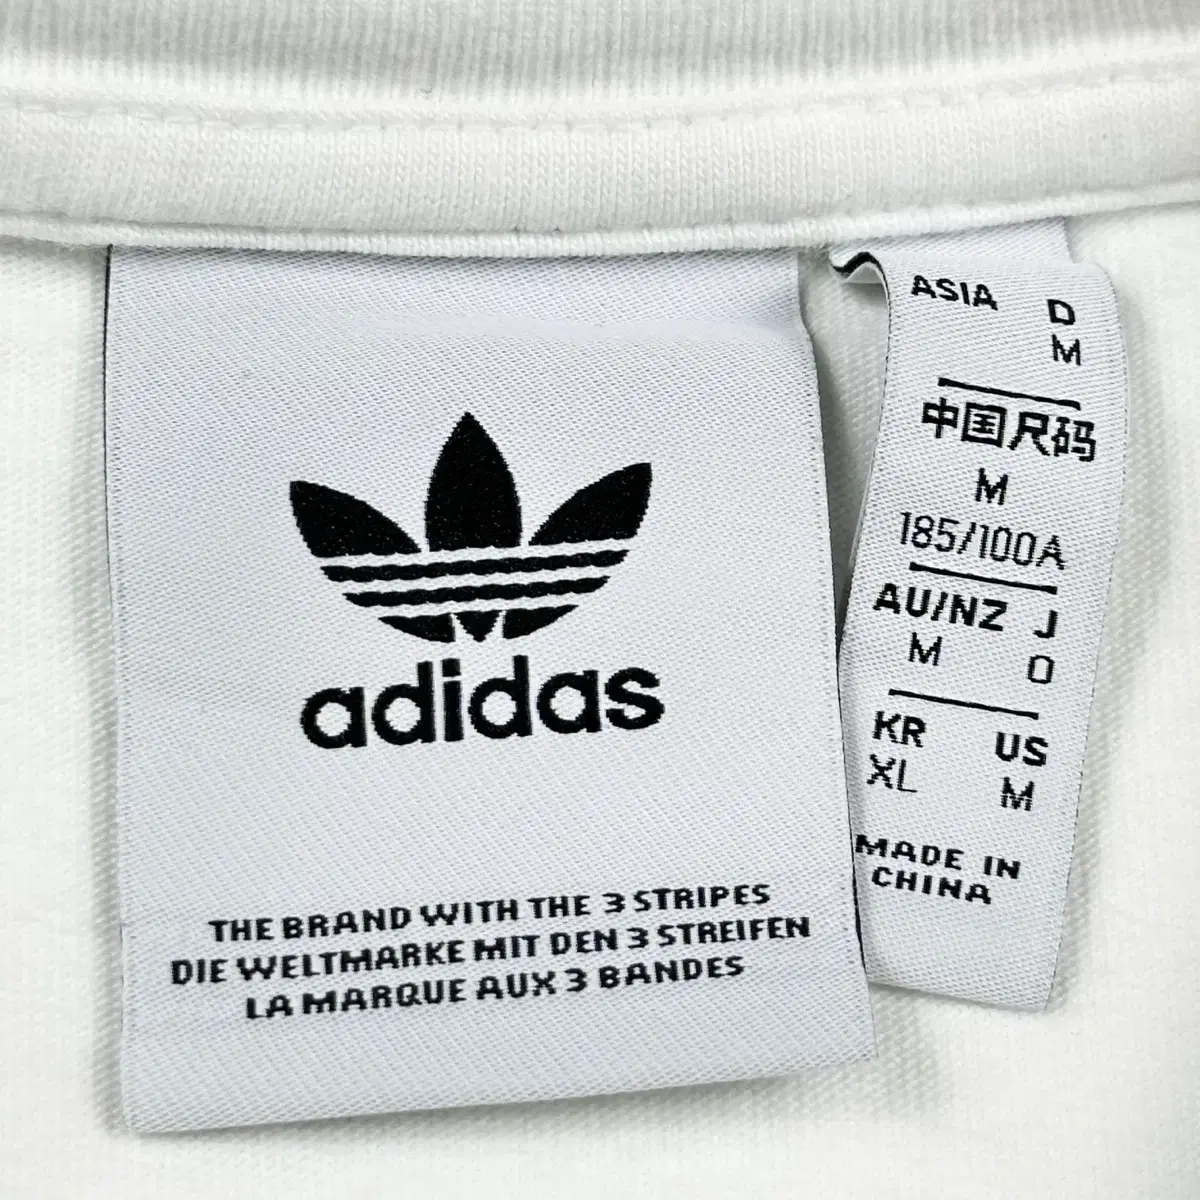 adidas
THE BRAND WITH THE 3 STRIPES
DIE WELTMARKE MIT DEN 3 STREIFEN
LA MARQUE AUX 3 BANDES
ASIA D
M
中国尺码
M
185/100A
AU/NZ J
M O
KR US
XL M
MADE IN
CHINA